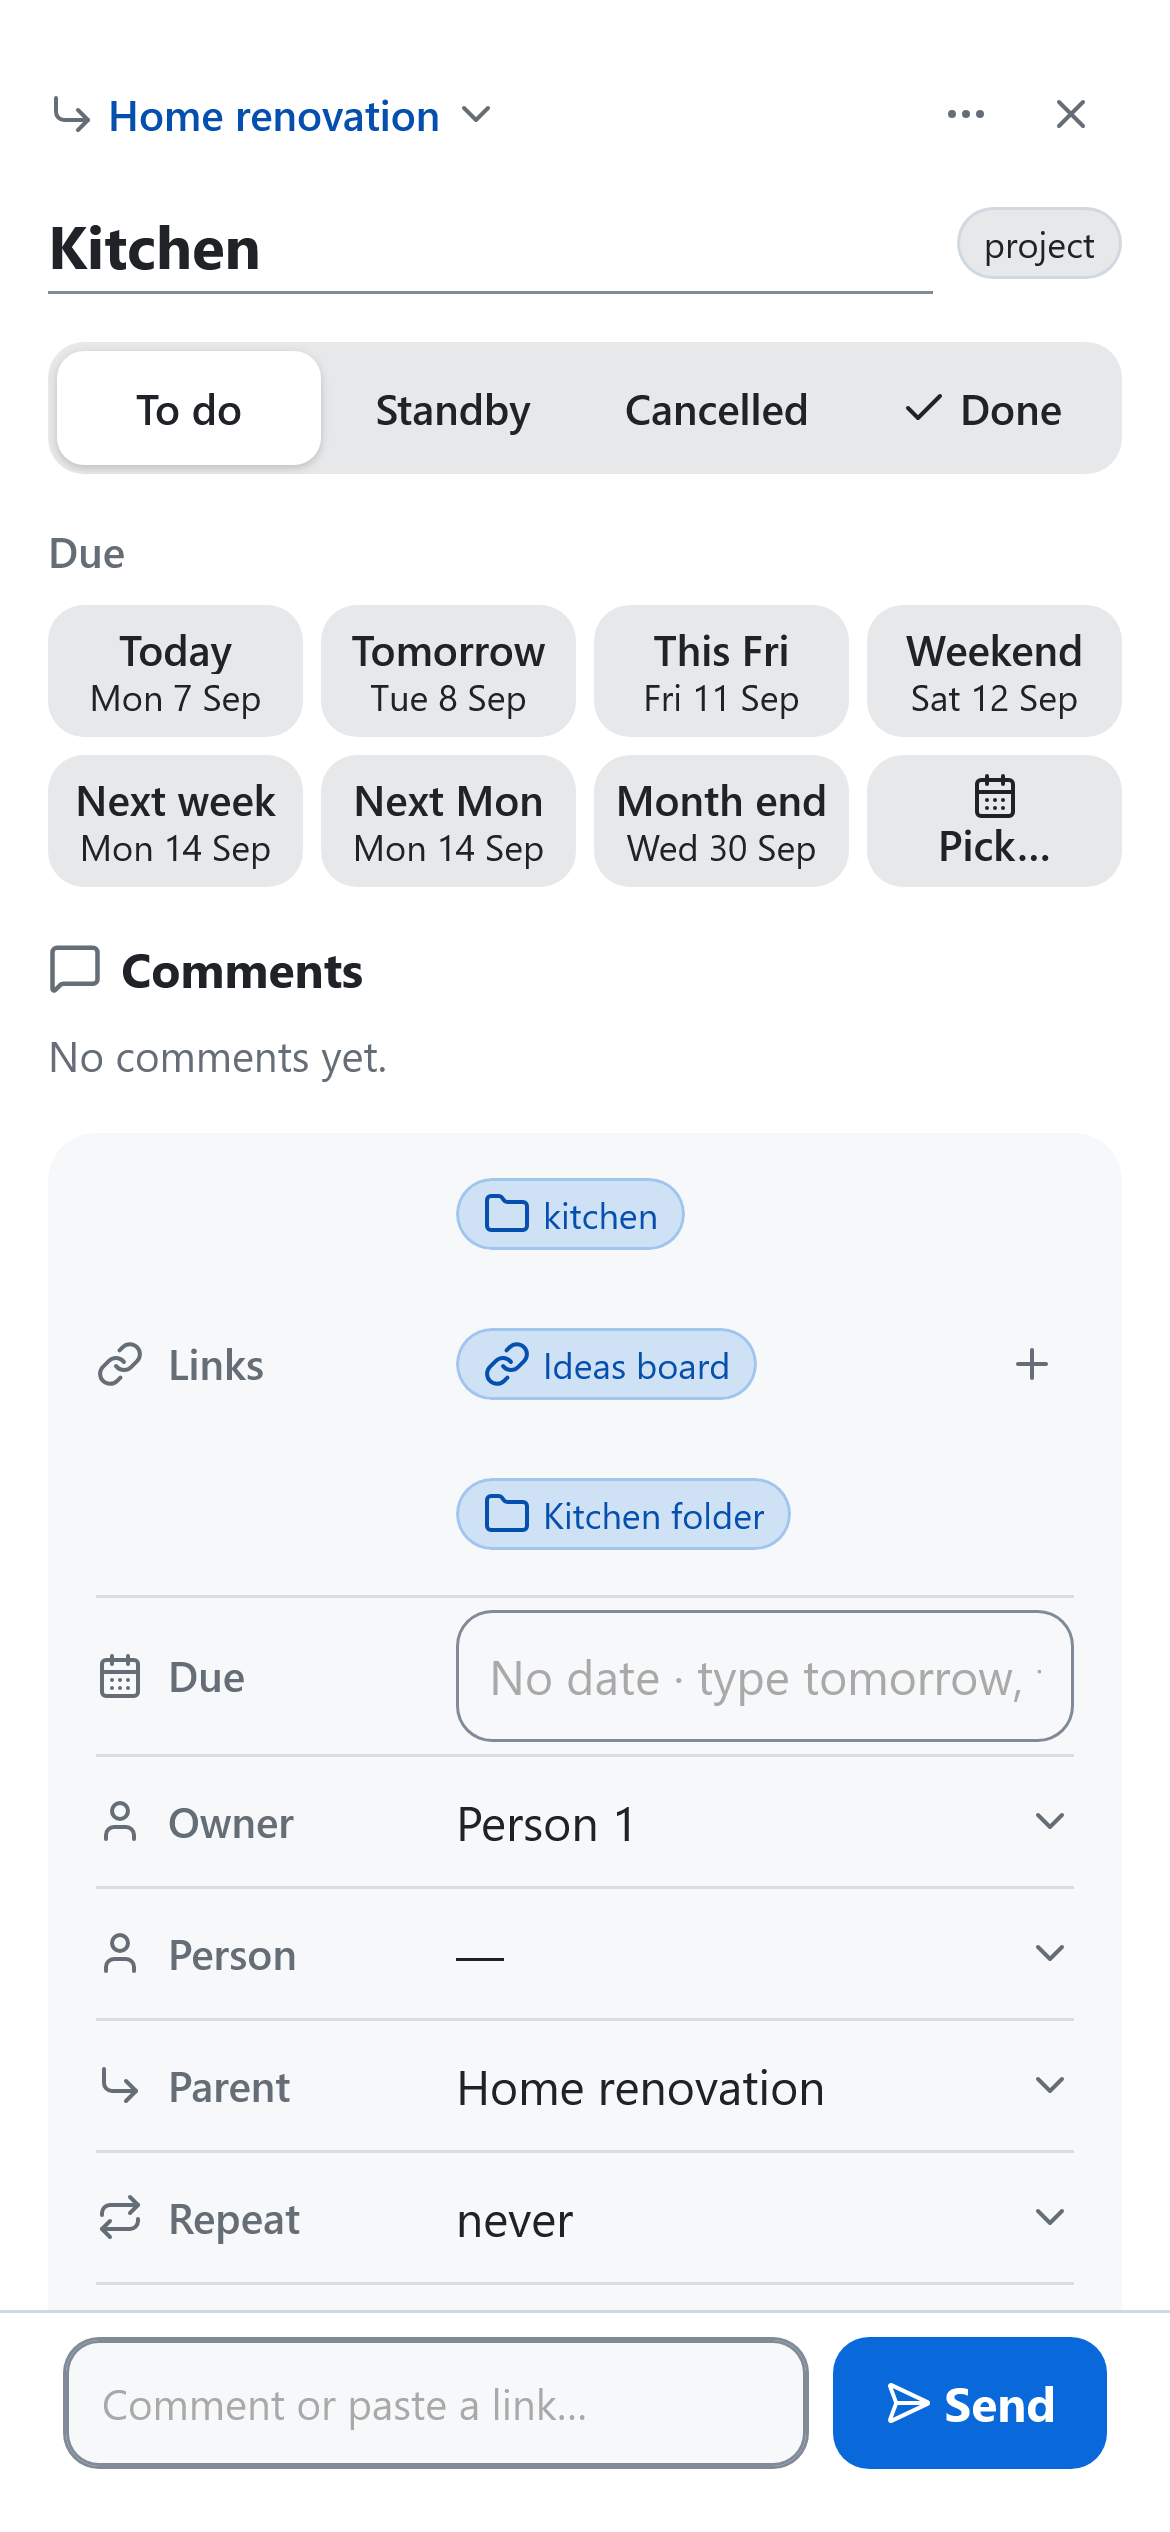 Home renovation
Kitchen
project
To do Standby Cancelled Done
Due
Today Tomorrow This Fri Weekend
Mon 7 Sep Tue 8 Sep Fri 11 Sep Sat 12 Sep
Next week Next Mon Month end
Mon 14 Sep Mon 14 Sep Wed 30 Sep Pick...
Comments
No comments yet.
kitchen
Links Ideas board
Kitchen folder
Due No date · type tomorrow,
Owner Person 1
Person —
Parent Home renovation
Repeat never
Comment or paste a link...
Send